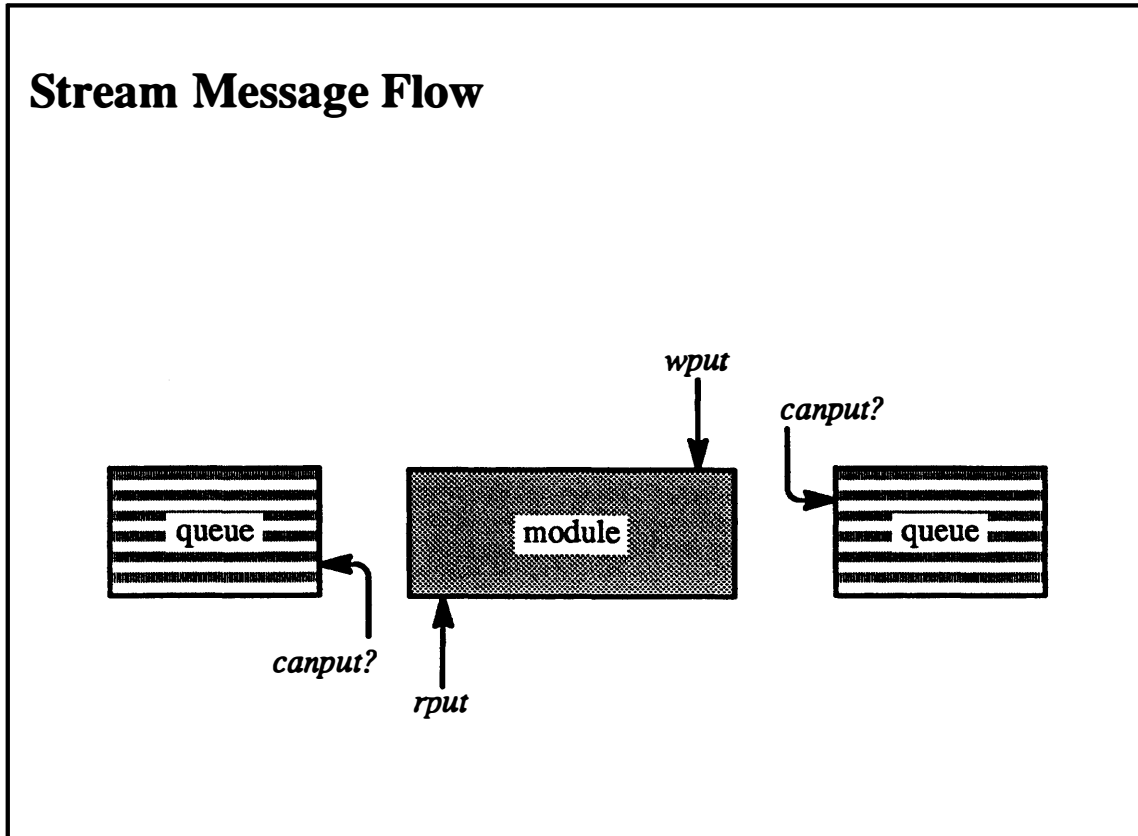 Stream Message Flow
wput
canput?
queue
module
queue
canput?
rput